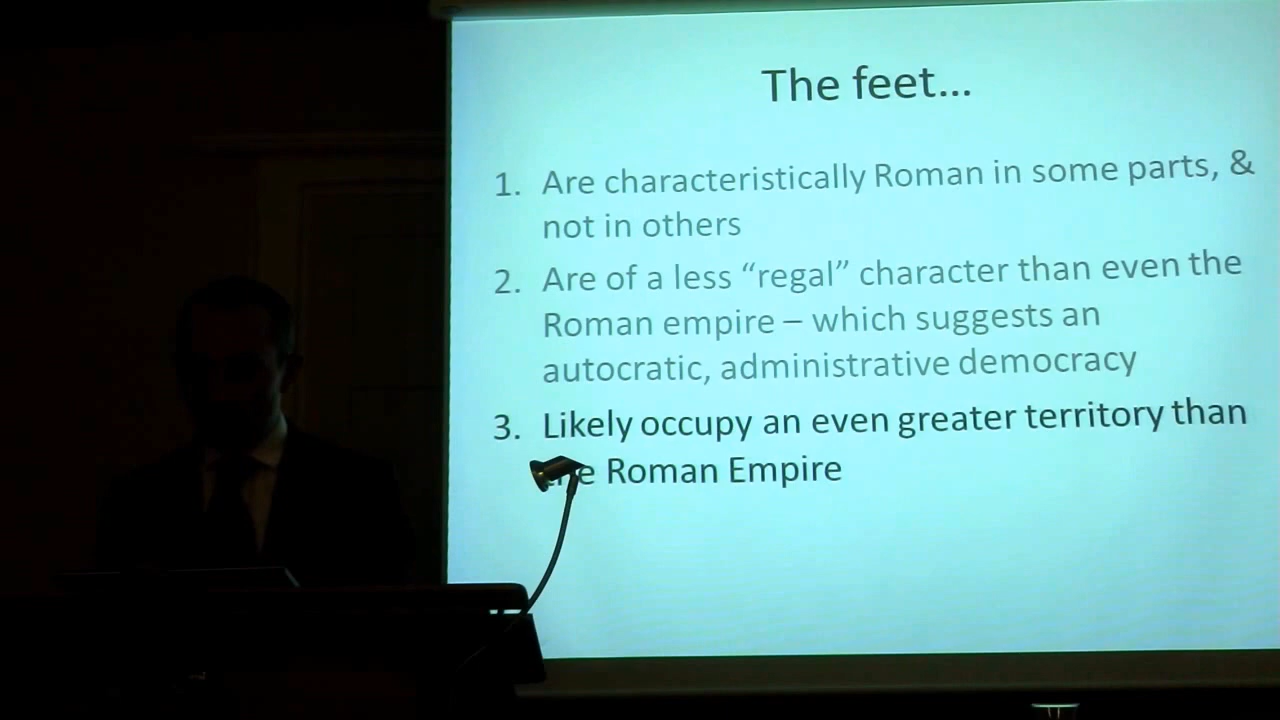 The feet...
1. Are characteristically Roman in some parts, &
not in others
2. Are of a less “regal” character than even the
Roman empire – which suggests an
autocratic, administrative democracy
3. Likely occupy an even greater territory than
Roman Empire